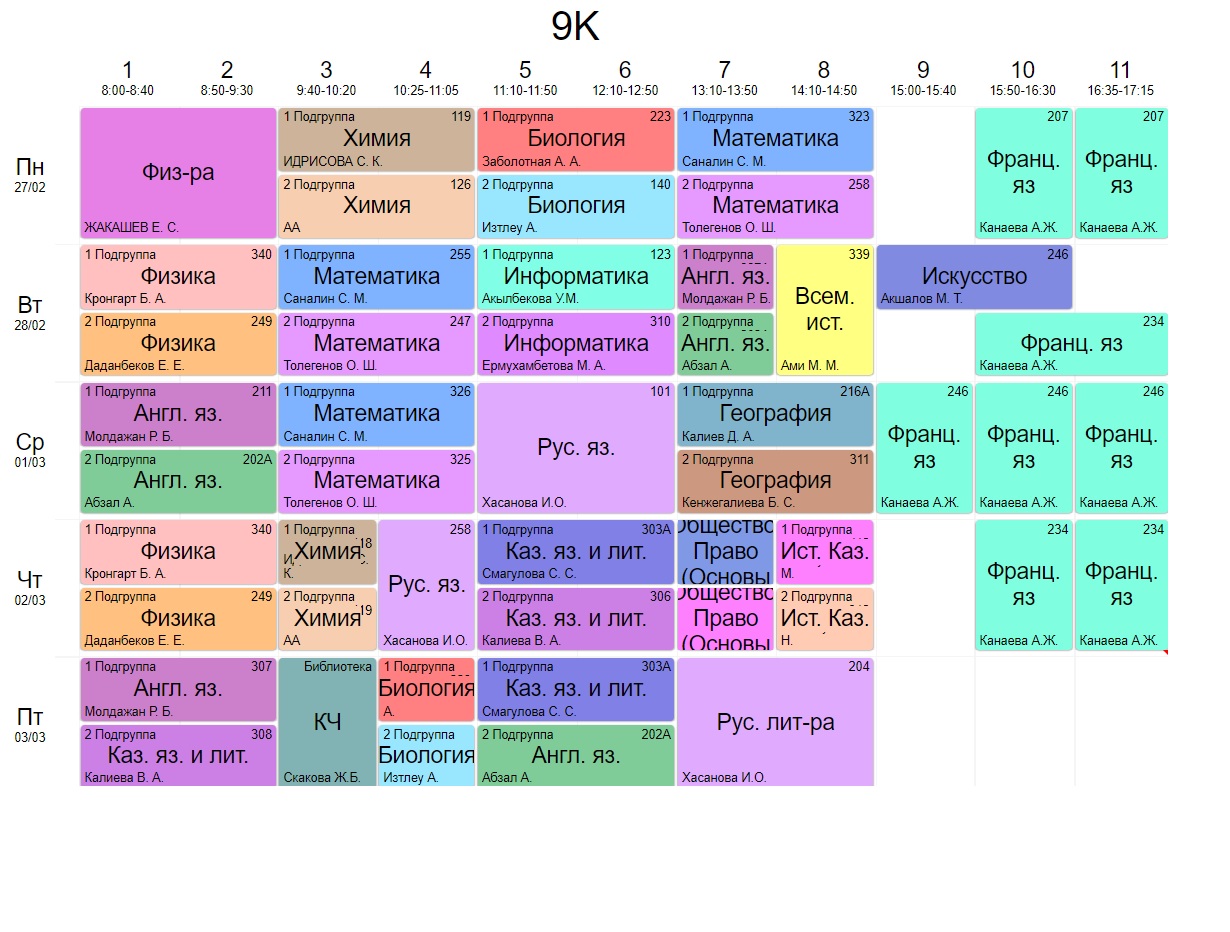 9K
1 2 3 4 5 6 7 8 9 10 11
8:00-8:40 8:50-9:30 9:40-10:20 10:25-11:05 11:10-11:50 12:10-12:50 13:10-13:50 14:10-14:50 15:00-15:40 15:50-16:30 16:35-17:15
Пн
27/02
Физ-ра
ЖАКАШЕВ Е. С.
1 Подгруппа 119
Химия
ИДРИСОВА С. К.
2 Подгруппа 126
Химия
АА
1 Подгруппа 223
Биология
Заболотная А. А.
2 Подгруппа 140
Биология
Изтлеу А.
1 Подгруппа 323
Математика
Саналин С. М.
2 Подгруппа 258
Математика
Толегенов О. Ш.
207
Франц.
яз
Канаева А.Ж.
207
Франц.
яз
Канаева А.Ж.
Вт
28/02
1 Подгруппа 340
Физика
Кронгарт Б. А.
2 Подгруппа 249
Физика
Даданбеков Е. Е.
1 Подгруппа 255
Математика
Саналин С. М.
2 Подгруппа 247
Математика
Толегенов О. Ш.
1 Подгруппа 123
Информатика
Акылбекова У.М.
2 Подгруппа 310
Информатика
Ермухамбетова М. А.
1 Подгруппа
Англ. яз.
Молдажан Р. Б.
2 Подгруппа
Англ. яз.
Абзал А.
339
Всем.
ист.
Ами М. М.
246
Искусство
Акшалов М. Т.
234
Франц. яз
Канаева А.Ж.
Ср
01/03
1 Подгруппа 211
Англ. яз.
Молдажан Р. Б.
2 Подгруппа 202А
Англ. яз.
Абзал А.
1 Подгруппа 326
Математика
Саналин С. М.
2 Подгруппа 325
Математика
Толегенов О. Ш.
101
Рус. яз.
Хасанова И.О.
1 Подгруппа 216А
География
Калиев Д. А.
2 Подгруппа 311
География
Кенжегалиева Б. С.
246
Франц.
яз
Канаева А.Ж.
246
Франц.
яз
Канаева А.Ж.
246
Франц.
яз
Канаева А.Ж.
Чт
02/03
1 Подгруппа 340
Физика
Кронгарт Б. А.
2 Подгруппа 249
Физика
Даданбеков Е. Е.
1 Подгруппа
Химия
К.
2 Подгруппа
Химия
АА
258
Рус. яз.
Хасанова И.О.
1 Подгруппа 303А
Каз. яз. и лит.
Смагулова С. С.
2 Подгруппа 306
Каз. яз. и лит.
Калиева В. А.
Право
(Основы
Право
(Основы
1 Подгруппа
Ист. Каз.
М.
2 Подгруппа
Ист. Каз.
Н.
234
Франц.
яз
Канаева А.Ж.
234
Франц.
яз
Канаева А.Ж.
Пт
03/03
1 Подгруппа 307
Англ. яз.
Молдажан Р. Б.
2 Подгруппа 308
Каз. яз. и лит.
Калиева В. А.
Библиотека
КЧ
Скакова Ж.Б.
1 Подгруппа
Биология
А.
2 Подгруппа
Биология
Изтлеу А.
1 Подгруппа 303А
Каз. яз. и лит.
Смагулова С. С.
2 Подгруппа 202А
Англ. яз.
Абзал А.
204
Рус. лит-ра
Хасанова И.О.